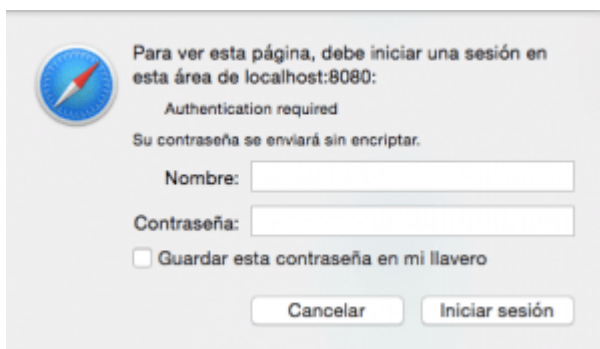 Para ver esta página, debe iniciar una sesión en
esta área de localhost:8080:
Authentication required
Su contraseña se enviará sin encriptar.
Nombre:
Contraseña:
Guardar esta contraseña en mi llavero
Cancelar
Iniciar sesión